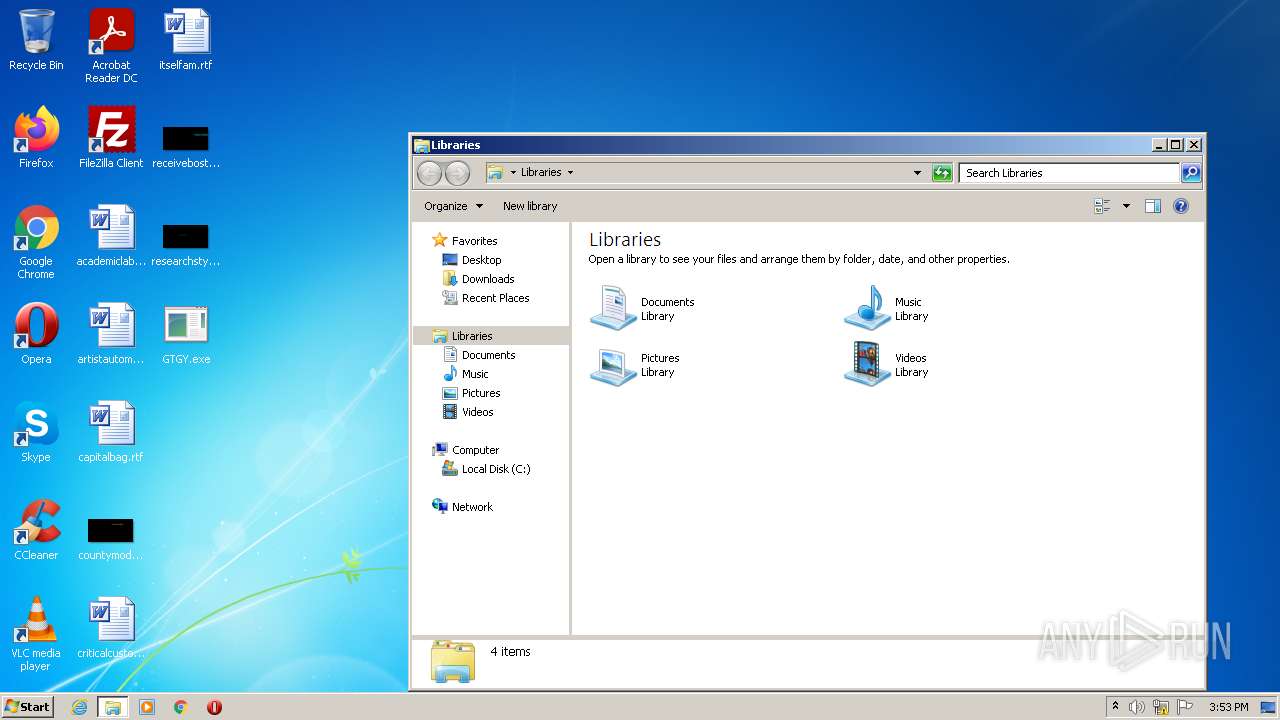 Recycle Bin
Acrobat
Reader DC
itselfam.rtf
Firefox
FileZilla Client
receivebost...
Google
Chrome
academiclab...
researchsty...
Opera
artistautom...
GTGY.exe
Skype
capitalbag.rtf
CCleaner
countymod...
VLC media
player
criticalcusto...
Libraries
Libraries
Search Libraries
Organize
New library
Favorites
Desktop
Downloads
Recent Places
Libraries
Documents
Music
Pictures
Videos
Computer
Local Disk (C:)
Network
Libraries
Open a library to see your files and arrange them by folder, date, and other properties.
Documents
Library
Music
Library
Pictures
Library
Videos
Library
4 items
ANY RUN
Start
3:53 PM